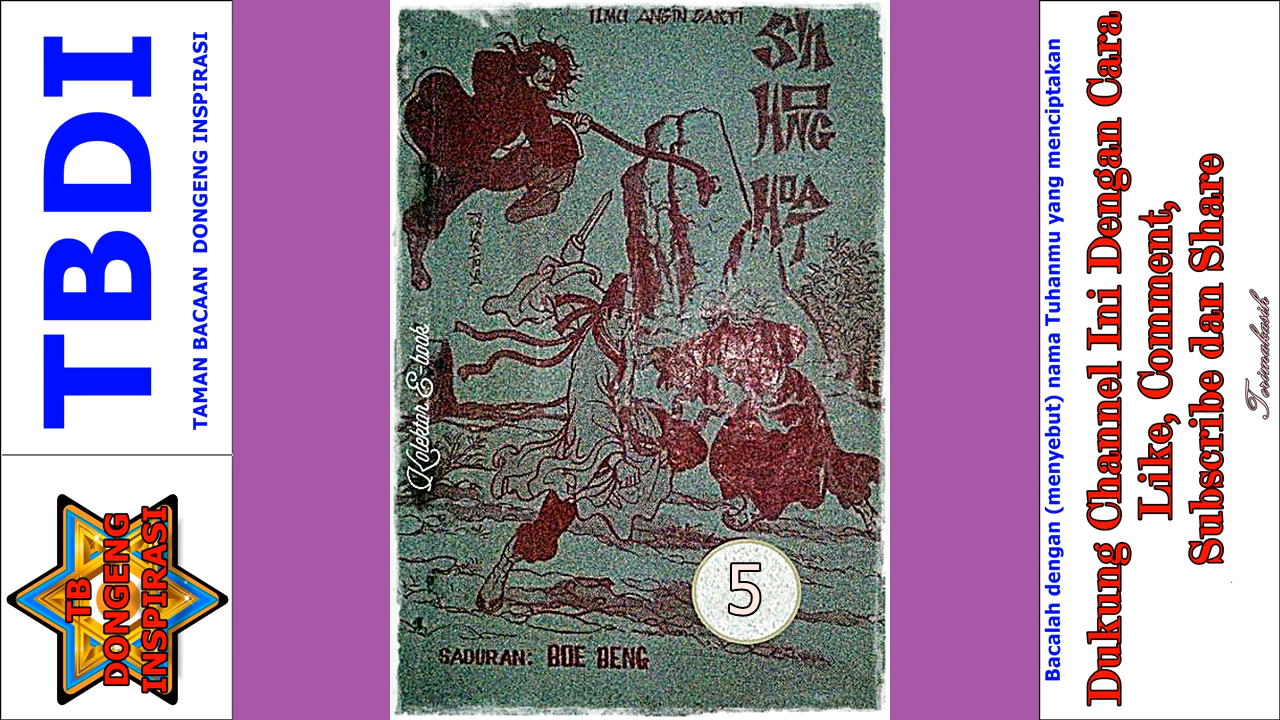 TBDI
TAMAN BACAAN DONGENG INSPIRASI
TB
DONGENG
INSPIRASI
ILMU ANGIN SAKTI
Koleksi E-books
5
SADURAN: BOE BENG
Bacalah dengan (menyebut) nama Tuhanmu yang menciptakan
Dukung Channel Ini Dengan Cara
Like, Comment,
Subscribe dan Share
Terimakasih